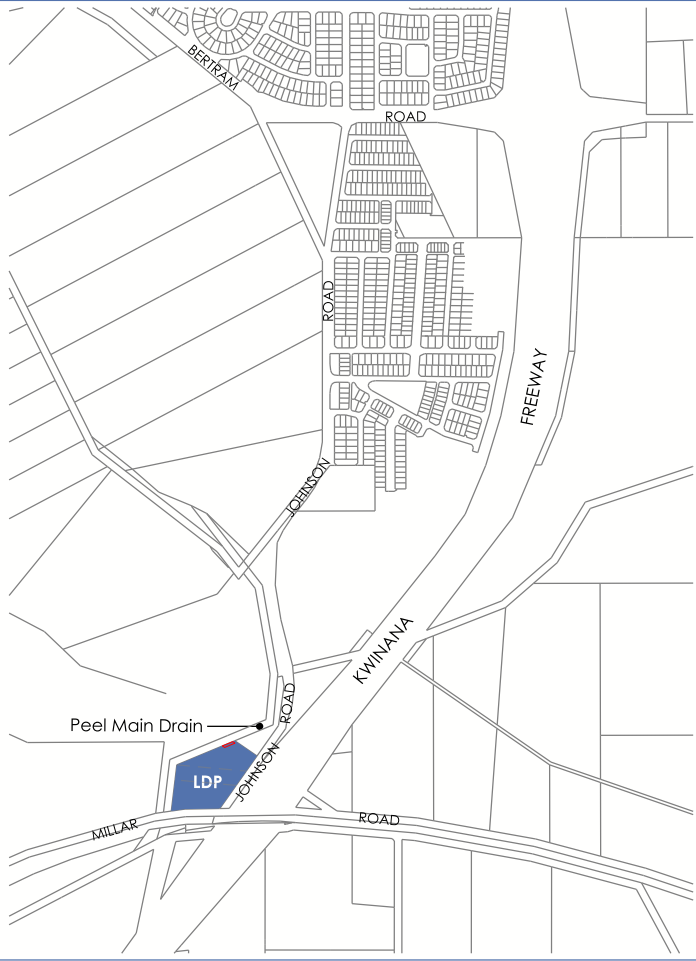 BERTRAM
ROAD
ROAD
FREEWAY
JOHNSON
KWINANA
ROAD
Peel Main Drain
JOHNSON
LDP
MILLAR
ROAD